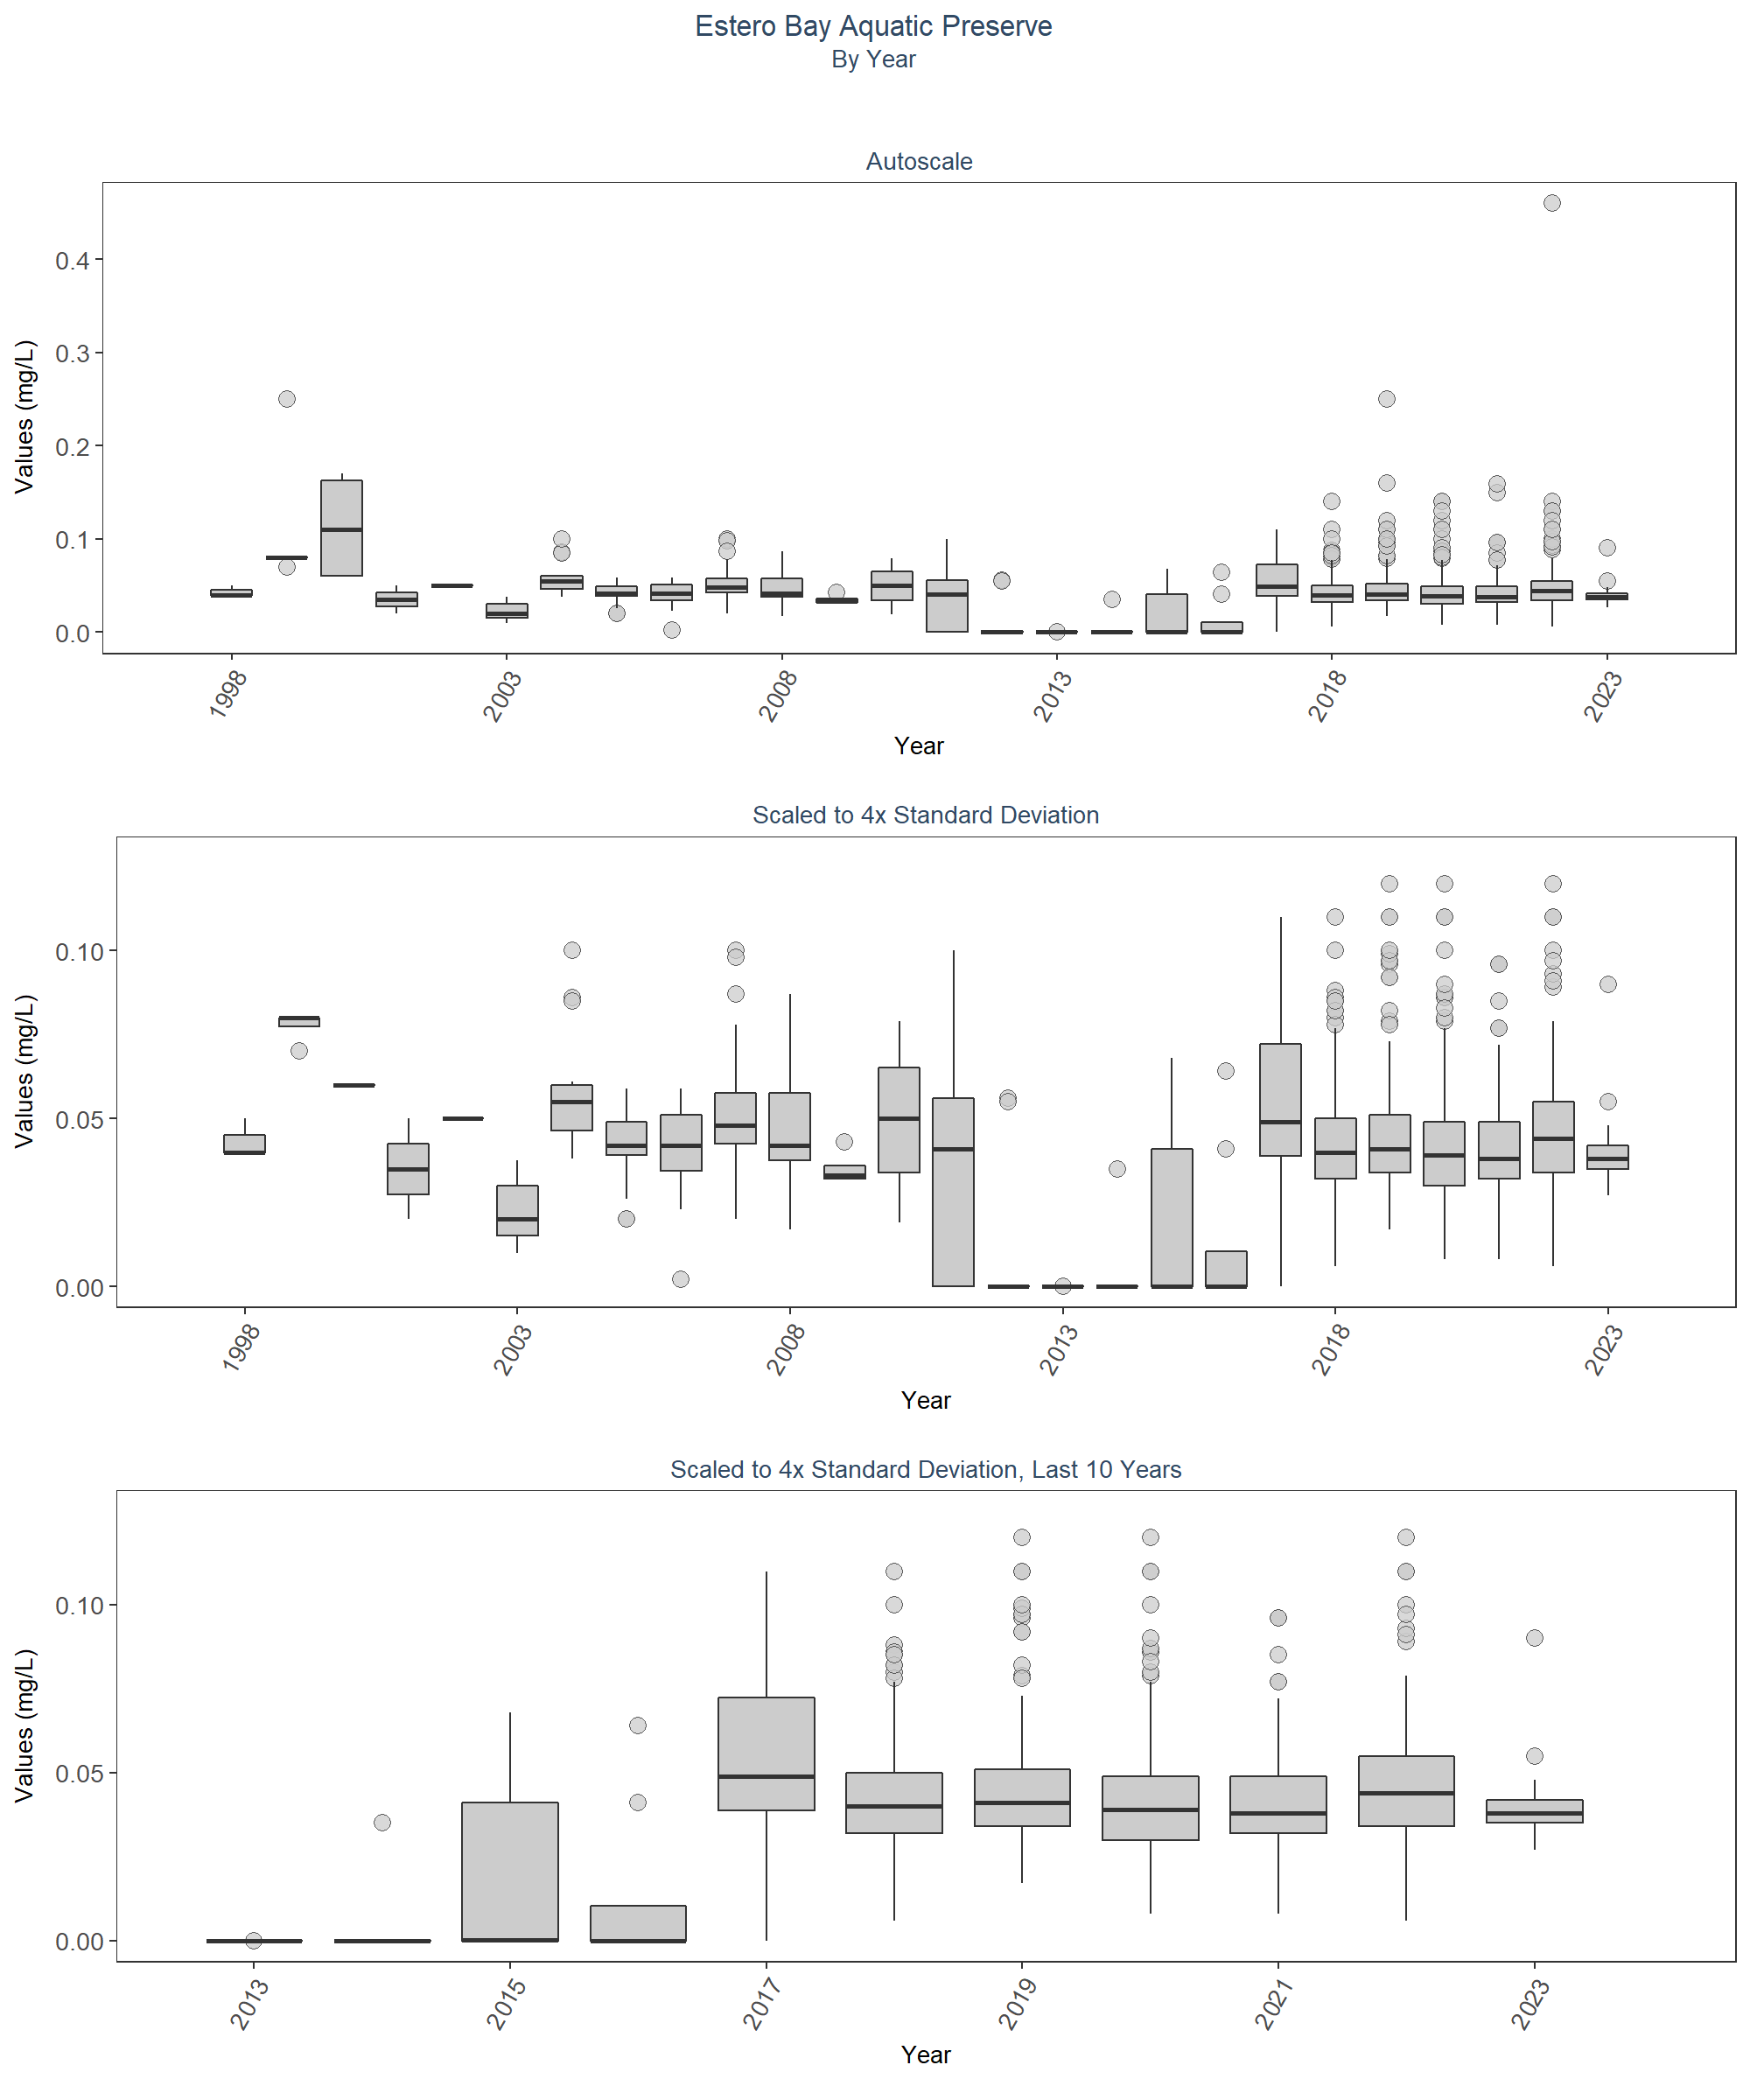 Estero Bay Aquatic Preserve
By Year
Autoscale
Values (mg/L)
0.4
0.3
0.2
0.1
0.0
1998
2003
2008
2013
2018
2023
Year
Scaled to 4x Standard Deviation
Values (mg/L)
0.10
0.05
0.00
1998
2003
2008
2013
2018
2023
Year
Scaled to 4x Standard Deviation, Last 10 Years
Values (mg/L)
0.10
0.05
0.00
2013
2015
2017
2019
2021
2023
Year